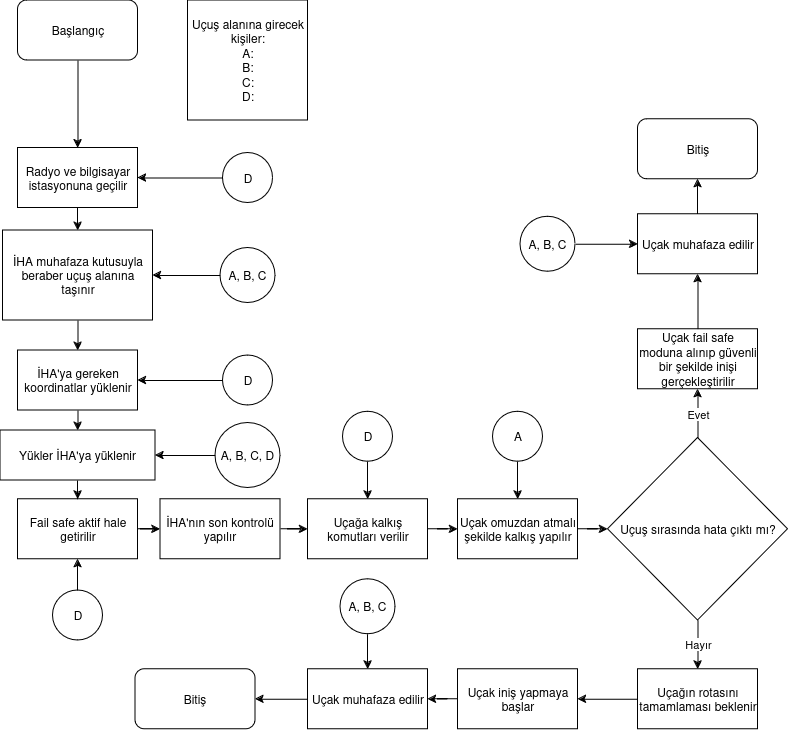 Başlangıç
Uçuş alanına girecek
kişiler:
A:
B:
C:
D:
Radyo ve bilgisayar
istasyonuna geçilir
D
İHA muhafaza kutusuyla
beraber uçuş alanına
taşınır
A, B, C
İHA'ya gereken
koordinatlar yüklenir
D
Yükler İHA'ya yüklenir
A, B, C, D
Fail safe aktif hale
getirilir
D
İHA'nın son kontrolü
yapılır
Uçağa kalkış
komutları verilir
D
Uçak omuzdan atmalı
şekilde kalkış yapılır
A
Uçuş sırasında hata çıktı mı?
Evet
Uçak fail safe
moduna alınıp güvenli
bir şekilde inişi
gerçekleştirilir
Uçak muhafaza edilir
A, B, C
Bitiş
Hayır
Uçağın rotasını
tamamlaması beklenir
Uçak iniş yapmaya
başlar
Uçak muhafaza edilir
A, B, C
Bitiş